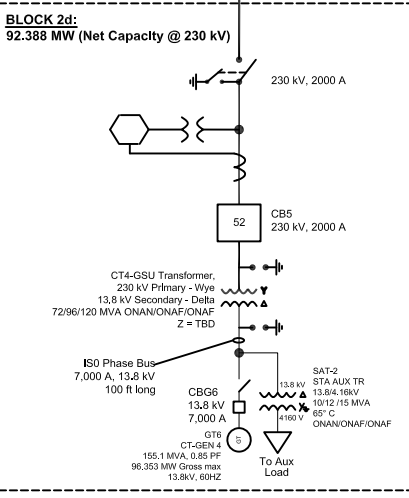 BLOCK 2d:
92.388 MW (Net Capacity @ 230 kV)
230 kV, 2000 A
52
CB5
230 kV, 2000 A
CT4-GSU Transformer,
230 kV Primary - Wye
13,8 kV Secondary - Delta
72/96/120 MVA ONAN/ONAF/ONAF
Z = TBD
IS0 Phase Bus
7,000 A, 13.8 kV
100 ft long
CBG6
13.8 kV
7,000 A
13.8 kV
4160 V
SAT-2
STA AUX TR
13.8/4.16kV
10/12 /15 MVA
65° C
ONAN/ONAF/ONAF
GT
GT6
CT-GEN 4
155.1 MVA, 0.85 PF
96,353 MW Gross max
13.8kV, 60HZ
To Aux
Load